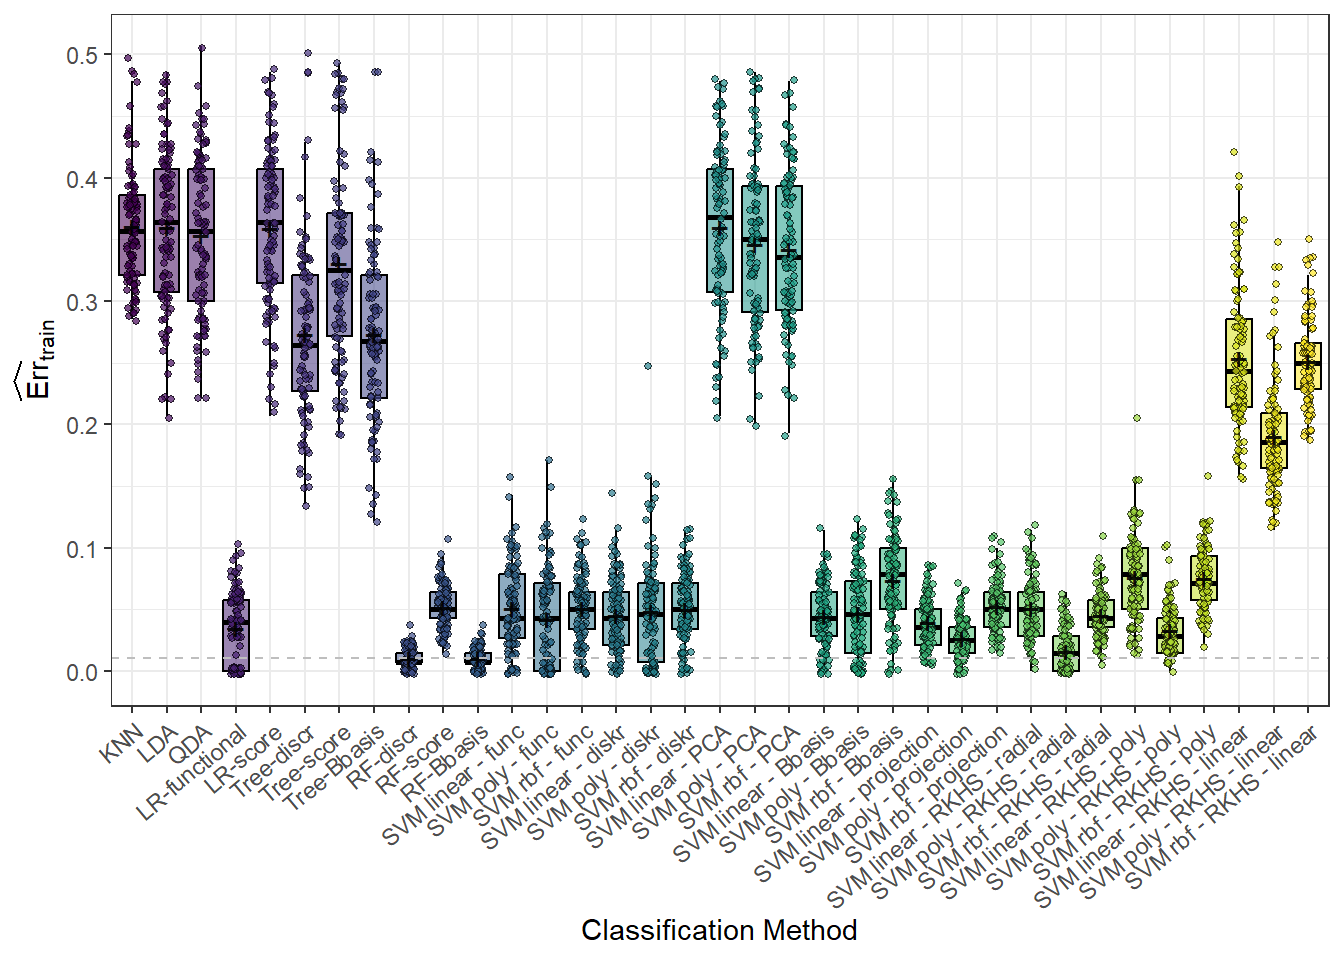 0.5
0.4
0.3
0.2
0.1
0.0
Err train
KNN
LDA
QDA
LR-functional
LR-score
Tree-discr
Tree-score
Tree-Bbasis
RF-discr
RF-score
RF-Bbasis
SVM linear - func
SVM poly - func
SVM rbf - func
SVM linear - diskr
SVM poly - diskr
SVM rbf - diskr
SVM linear - PCA
SVM poly - PCA
SVM rbf - PCA
SVM linear - Bbasis
SVM poly - Bbasis
SVM rbf - Bbasis
SVM linear - projection
SVM poly - projection
SVM rbf - projection
SVM linear - RKHS - radial
SVM poly - RKHS - radial
SVM rbf - RKHS - radial
SVM linear - RKHS - poly
SVM poly - RKHS - poly
SVM rbf - RKHS - poly
SVM linear - RKHS - linear
SVM poly - RKHS - linear
SVM rbf - RKHS - linear
Classification Method